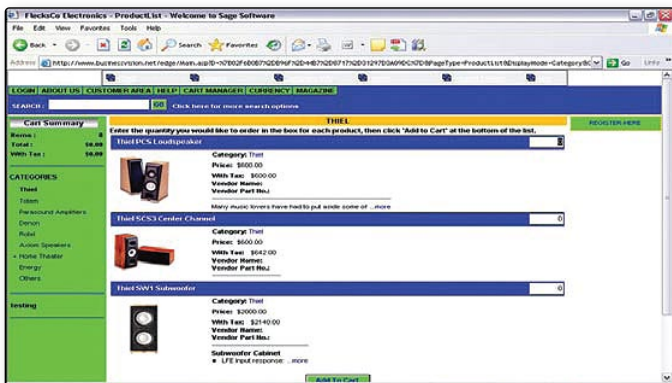 FlecksCo Electronics - ProductList - Welcome to Sage Software
File Edit View Favorites Tools Help
Back Search Favorites
Address Go Links
LOGIN ABOUT US CUSTOMER AREA HELP CART MANAGER CURRENCY MAGAZINE
SEARCH: GO Click here for more search options
Cart Summary
Items: 0
Total: $0.00
With Tax: $0.00
CATEGORIES
Thiel
Totem
Parasound Amplifiers
Denon
Rotel
Axiom Speakers
+ Home Theater
Energy
Others
testing
THIEL
Enter the quantity you would like to order in the box for each product, then click 'Add to Cart' at the bottom of the list.
Thiel PCS Loudspeaker
Category: Thiel
Price: $600.00
With Tax: $600.00
Vendor Name:
Vendor Part No.:
Many music lovers have had to put aside some of ...more
Thiel SCS3 Center Channel 0
Category: Thiel
Price: $600.00
With Tax: $642.00
Vendor Name:
Vendor Part No.:
Thiel SW1 Subwoofer 0
Category: Thiel
Price: $2000.00
With Tax: $2140.00
Vendor Name:
Vendor Part No.:
Subwoofer Cabinet
LFE Input response: ...more
Add To Cart
REGISTER HERE